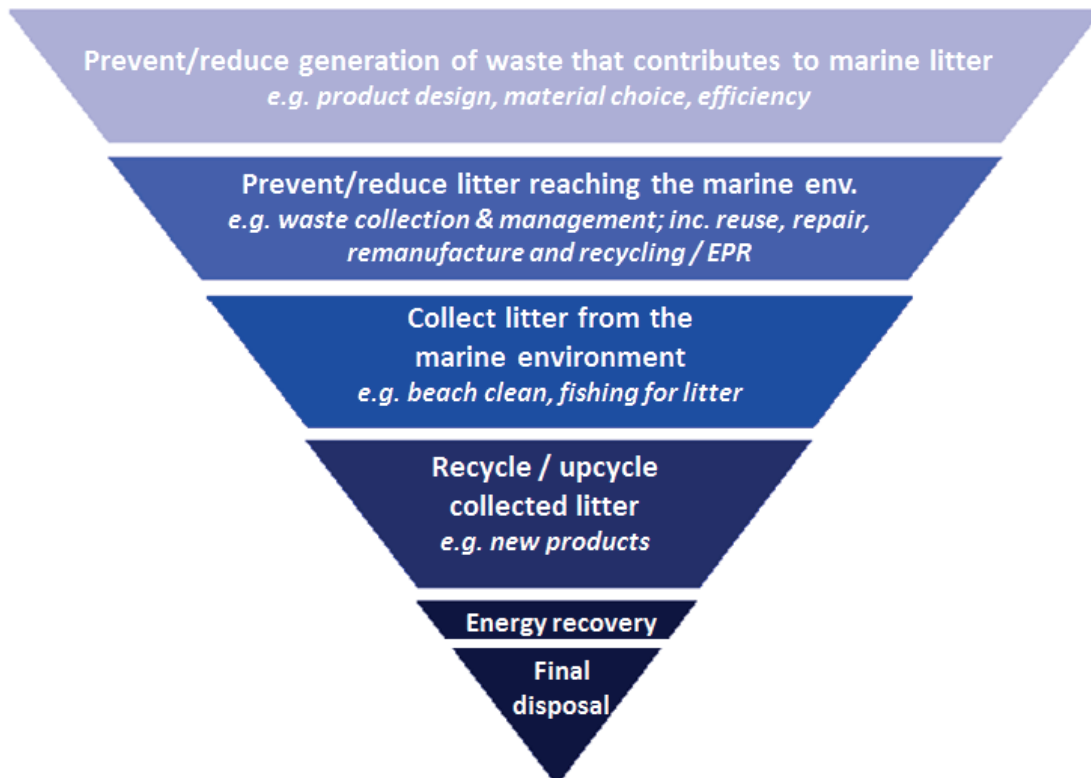 Prevent/reduce generation of waste that contributes to marine litter
e.g. product design, material choice, efficiency
Prevent/reduce litter reaching the marine env.
e.g. waste collection & management; inc. reuse, repair,
remanufacture and recycling / EPR
Collect litter from the
marine environment
e.g. beach clean, fishing for litter
Recycle / upcycle
collected litter
e.g. new products
Energy recovery
Final
disposal